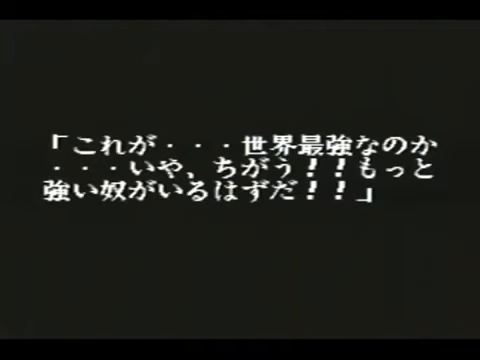 「これが・・・世界最強なのか
・・・いや，ちがう！！もっと
強い奴がいるはずだ！！」